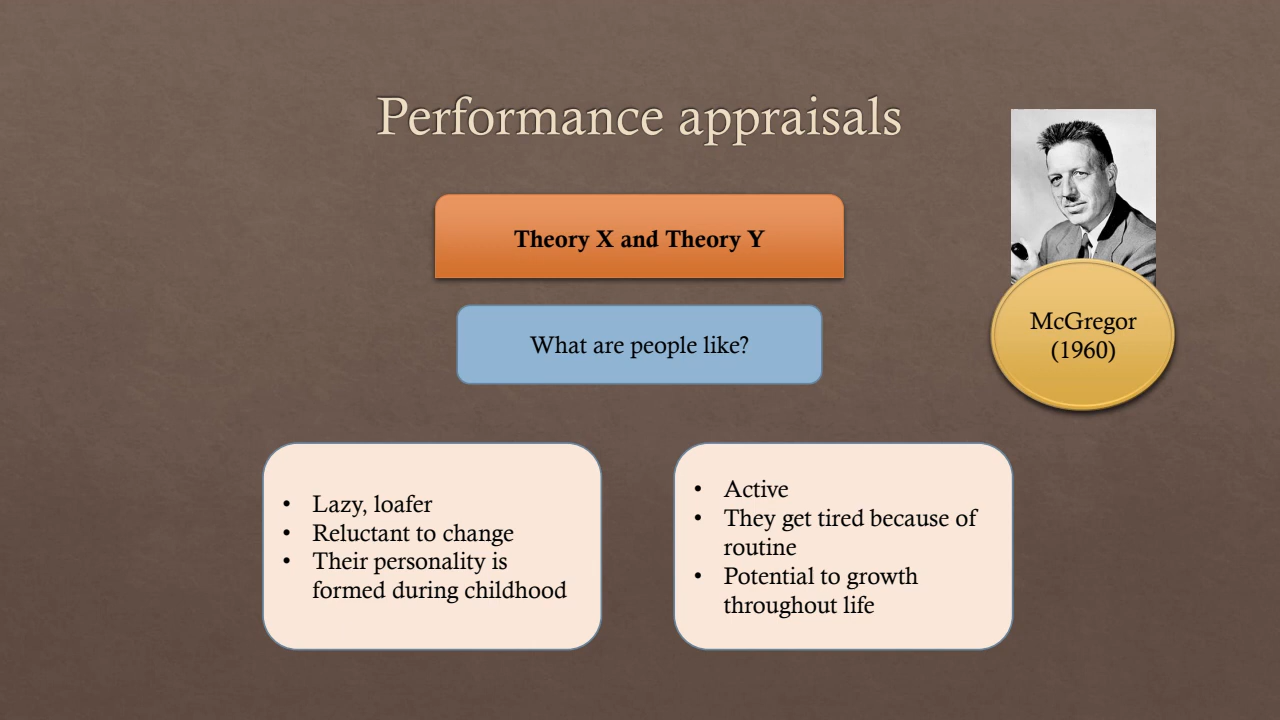 Performance appraisals
Theory X and Theory Y
What are people like?
McGregor
(1960)
• Lazy, loafer
• Reluctant to change
• Their personality is
formed during childhood
• Active
• They get tired because of
routine
• Potential to growth
throughout life